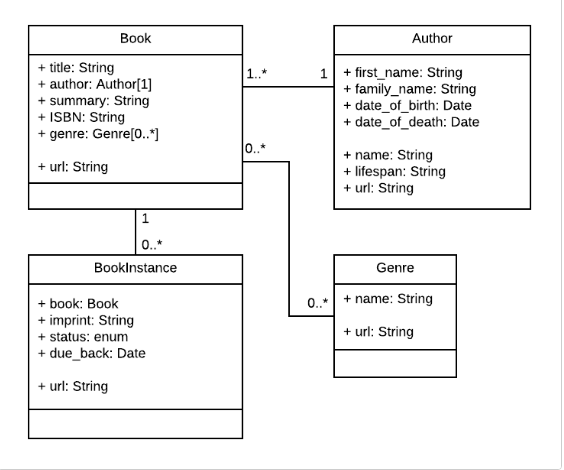 Book
+ title: String
+ author: Author[1]
+ summary: String
+ ISBN: String
+ genre: Genre[0..*]
+ url: String
1..*
1
0..*
Author
+ first_name: String
+ family_name: String
+ date_of_birth: Date
+ date_of_death: Date
+ name: String
+ lifespan: String
+ url: String
1
0..*
BookInstance
+ book: Book
+ imprint: String
+ status: enum
+ due_back: Date
+ url: String
0..*
Genre
+ name: String
+ url: String